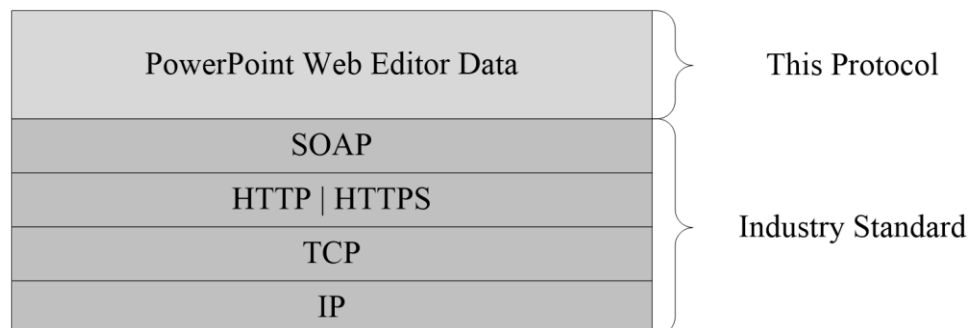 PowerPoint Web Editor Data
This Protocol
SOAP
HTTP | HTTPS
Industry Standard
TCP
IP